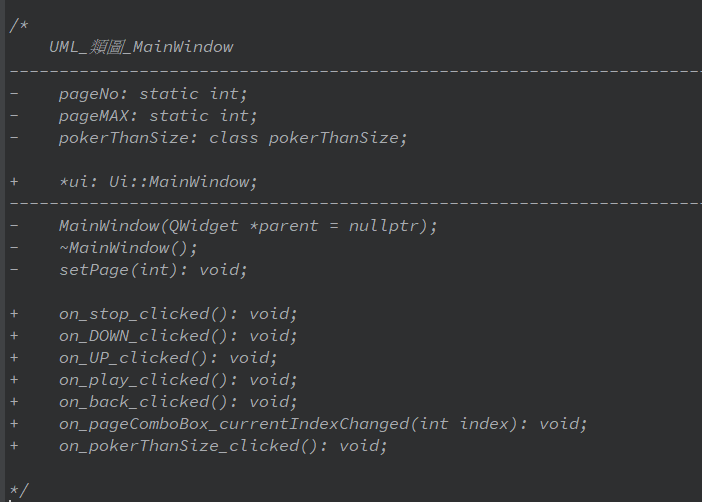 /*
UML_類圖_MainWindow
----------------------------------------------------------------------
- pageNo: static int;
- pageMAX: static int;
- pokerThanSize: class pokerThanSize;
+ *ui: Ui::MainWindow;
----------------------------------------------------------------------
- MainWindow(QWidget *parent = nullptr);
- ~MainWindow();
- setPage(int): void;
+ on_stop_clicked(): void;
+ on_DOWN_clicked(): void;
+ on_UP_clicked(): void;
+ on_play_clicked(): void;
+ on_back_clicked(): void;
+ on_pageComboBox_currentIndexChanged(int index): void;
+ on_pokerThanSize_clicked(): void;
*/